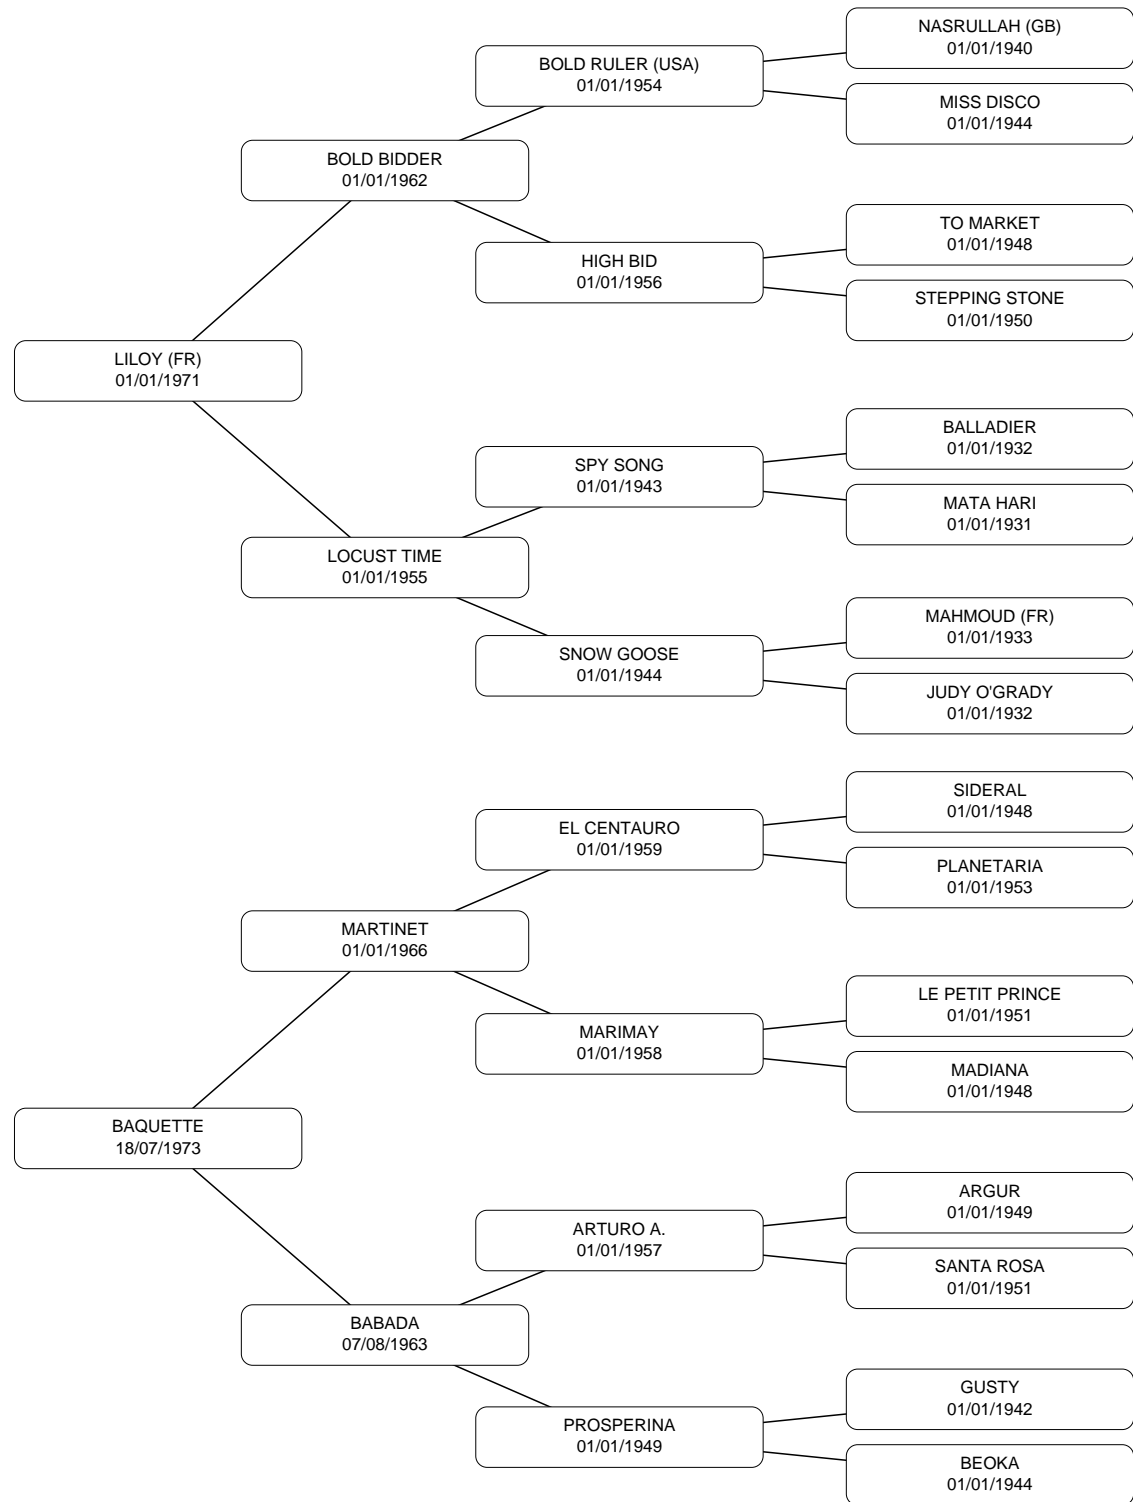 NASRULLAH (GB)
01/01/1940
BOLD RULER (USA)
01/01/1954
MISS DISCO
01/01/1944
BOLD BIDDER
01/01/1962
TO MARKET
01/01/1948
HIGH BID
01/01/1956
STEPPING STONE
01/01/1950
LILOY (FR)
01/01/1971
BALLADIER
01/01/1932
SPY SONG
01/01/1943
MATA HARI
01/01/1931
LOCUST TIME
01/01/1955
MAHMOUD (FR)
01/01/1933
SNOW GOOSE
01/01/1944
JUDY O'GRADY
01/01/1932
SIDERAL
01/01/1948
EL CENTAURO
01/01/1959
PLANETARIA
01/01/1953
MARTINET
01/01/1966
LE PETIT PRINCE
01/01/1951
MARIMAY
01/01/1958
MADIANA
01/01/1948
BAQUETTE
18/07/1973
ARGUR
01/01/1949
ARTURO A.
01/01/1957
SANTA ROSA
01/01/1951
BABADA
07/08/1963
GUSTY
01/01/1942
PROSPERINA
01/01/1949
BEOKA
01/01/1944